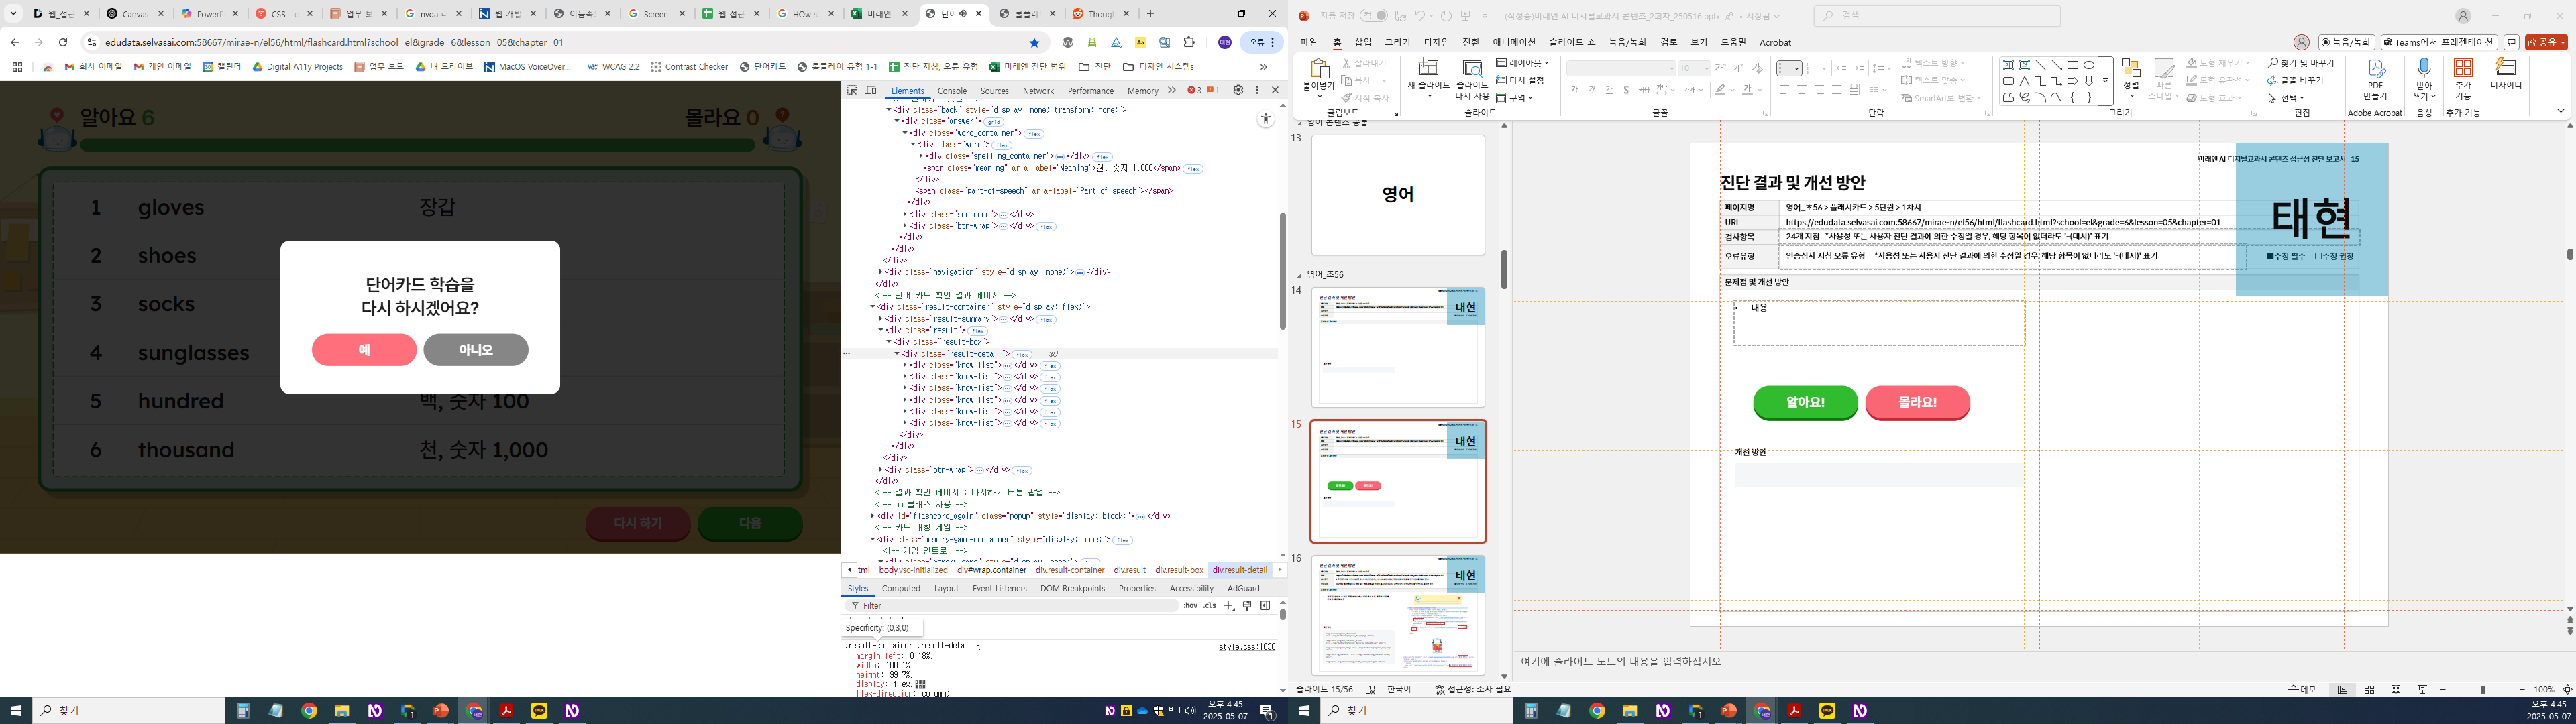 웹_접근
Canvas
PowerP
CSS - c
업무 보
nvda 리
웹 개발
어둠속의
Screen
웹 접근
HOw sc
미래엔
단어
롤플레이
Though
edudata.selvasai.com:58667/mirae-n/el56/html/flashcard.html?school=el&grade=6&lesson=05&chapter=01
오류
회사 이메일
개인 이메일
캘린더
Digital A11y Projects
업무 보드
내 드라이브
MacOS VoiceOver...
WCAG 2.2
Contrast Checker
단어카드
롤플레이 유형 1-1
진단 지침, 오류 유형
미래엔 진단 범위
진단
디자인 시스템s
알아요 6
몰라요 0
1 gloves 장갑
2 shoes
3 socks
4 sunglasses
5 hundred 백, 숫자 100
6 thousand 천, 숫자 1,000
단어카드 학습을
다시 하시겠어요?
예
아니오
다시 하기
다음
Elements Console Sources Network Performance Memory
3
1
<div class="back" style="display: none; transform: none;">
<div class="answer"> grid
<div class="word_container"> flex
<div class="word"> flex
<div class="spelling_container"> </div> flex
<span class="meaning" aria-label="Meaning">천, 숫자 1,000</span> flex
</div>
<span class="part-of-speech" aria-label="Part of speech"></span>
</div>
<div class="sentence"> </div>
<div class="btn-wrap"> </div> flex
</div>
</div>
</div>
<div class="navigation" style="display: none;"> </div>
</div>
<!-- 단어 카드 확인 결과 페이지 -->
<div class="result-container" style="display: flex;">
<div class="result-summary"> </div> flex
<div class="result"> flex
<div class="result-box">
<div class="result-detail"> flex == $0
<div class="know-list"> </div> flex
<div class="know-list"> </div> flex
<div class="know-list"> </div> flex
<div class="know-list"> </div> flex
<div class="know-list"> </div> flex
<div class="know-list"> </div> flex
</div>
</div>
</div>
<div class="btn-wrap"> </div> flex
</div>
<!-- 결과 확인 페이지 : 다시하기 버튼 팝업 -->
<!-- on 클래스 사용 -->
<div id="flashcard_again" class="popup" style="display: block;"> </div>
<!-- 카드 매칭 게임 -->
<div class="memory-game-container" style="display: none;"> flex
<!-- 게임 인트로 -->
tml body.vsc-initialized div#wrap.container div.result-container div.result div.result-box div.result-detail
Styles Computed Layout Event Listeners DOM Breakpoints Properties Accessibility AdGuard
Filter
:hov .cls
Specificity: (0,3,0)
.result-container .result-detail {
style.css:1830
margin-left: 0.18%;
width: 100.1%;
height: 99.7%;
display: flex;
flex-direction: column;
찾기
오후 4:45
2025-05-07
자동 저장
(작성중)미래엔 AI 디지털교과서 콘텐츠_2회차_250516.pptx
저장됨
검색
파일 홈 삽입 그리기 디자인 전환 애니메이션 슬라이드 쇼 녹음/녹화 검토 보기 도움말 Acrobat
녹음/녹화
Teams에서 프레젠테이션
공유
붙여넣기
잘라내기
복사
서식 복사
클립보드
새 슬라이드
슬라이드 다시 사용
레이아웃
다시 설정
구역
슬라이드
10
글꼴
텍스트 방향
텍스트 맞춤
SmartArt로 변환
단락
정렬
빠른 스타일
도형 채우기
도형 윤곽선
도형 효과
그리기
찾기 및 바꾸기
글꼴 바꾸기
선택
편집
PDF 만들기
Adobe Acrobat
받아쓰기
음성
추가 기능
추가 기능
디자이너
영어 콘텐츠 공통
13
영어
영어_초56
14
태현
15
태현
16
태현
미래엔 AI 디지털교과서 콘텐츠 접근성 진단 보고서 15
진단 결과 및 개선 방안
태현
페이지명 영어_초56 > 플래시카드 > 5단원 > 1차시
URL https://edudata.selvasai.com:58667/mirae-n/el56/html/flashcard.html?school=el&grade=6&lesson=05&chapter=01
검사항목 24개 지침 *사용성 또는 사용자 진단 결과에 의한 수정일 경우, 해당 항목이 없더라도 '-(대시)' 표기
오류유형 인증심사 지침 오류 유형 *사용성 또는 사용자 진단 결과에 의한 수정일 경우, 해당 항목이 없더라도 '-(대시)' 표기
■수정 필수 □수정 권장
문제점 및 개선 방안
• 내용
알아요!
몰라요!
개선 방안
여기에 슬라이드 노트의 내용을 입력하십시오
슬라이드 15/56
한국어
접근성: 조사 필요
메모
100%
찾기
오후 4:45
2025-05-07